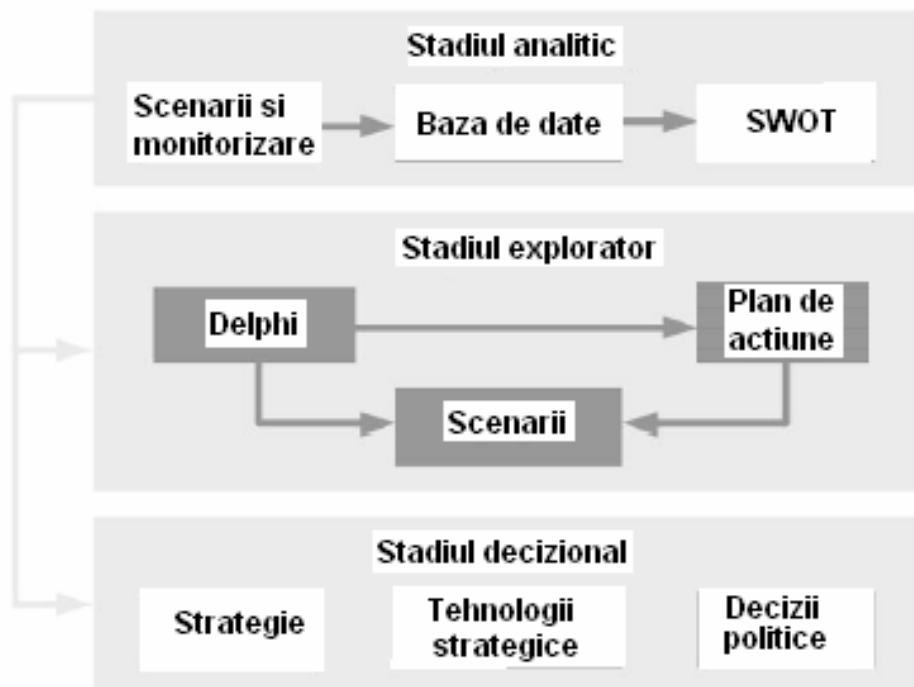 Stadiul analitic
Scenarii si
monitorizare
Baza de date
SWOT
Stadiul explorator
Delphi
Plan de
actiune
Scenarii
Stadiul decizional
Strategie
Tehnologii
strategice
Decizii
politice